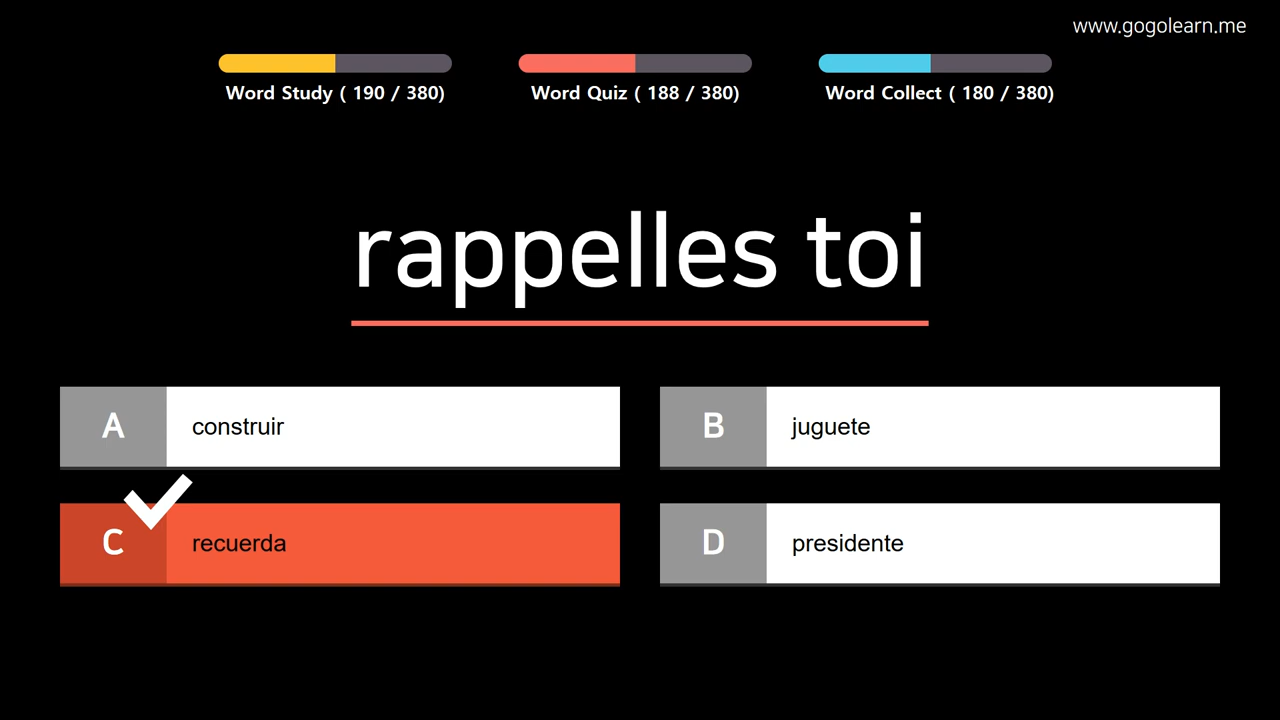 www.gogolearn.me
Word Study ( 190 / 380)
Word Quiz ( 188 / 380)
Word Collect ( 180 / 380)
rappelles toi
A construir
B juguete
C recuerda
D presidente